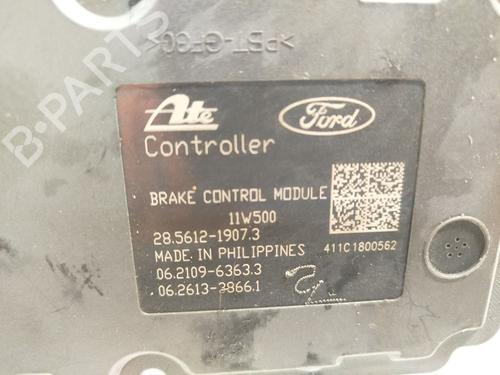 >PBT-GF30<
B-PARTS
Ate
Ford
Controller
BRAKE CONTROL MODULE
11W500
28.5612-1907.3
MADE IN PHILIPPINES
411C1800562
06.2109-6363.3
06.2613-3866.1